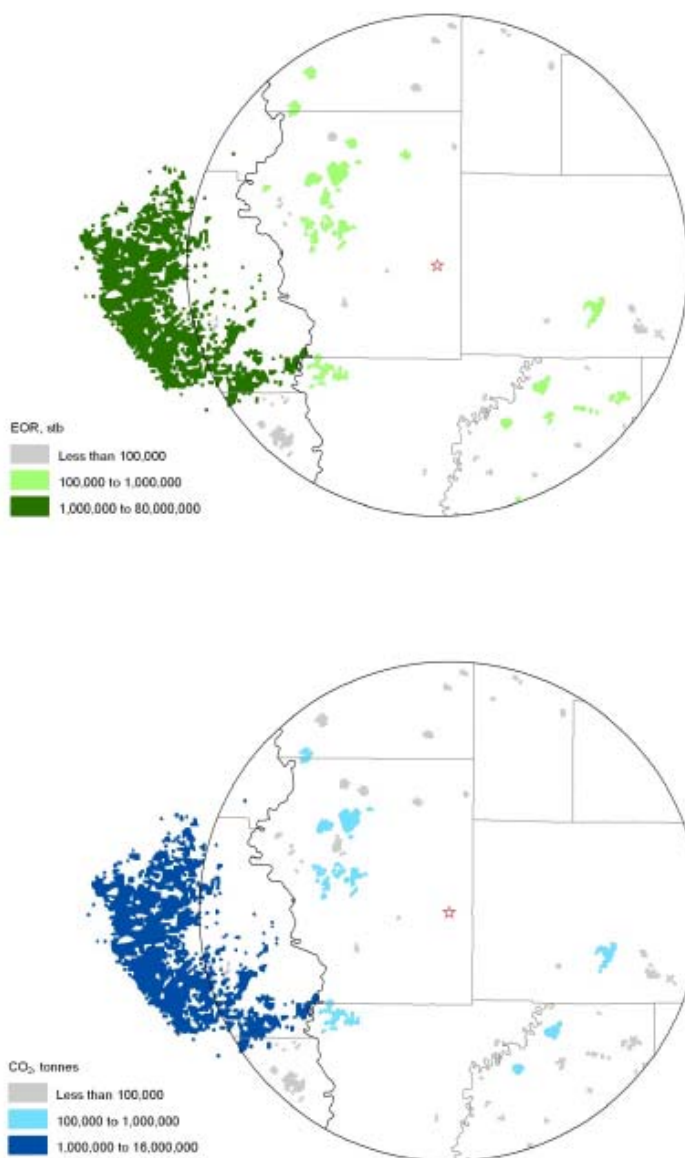 EOR, stb
Less than 100,000
100,000 to 1,000,000
1,000,000 to 80,000,000
CO₂, tonnes
Less than 100,000
100,000 to 1,000,000
1,000,000 to 16,000,000